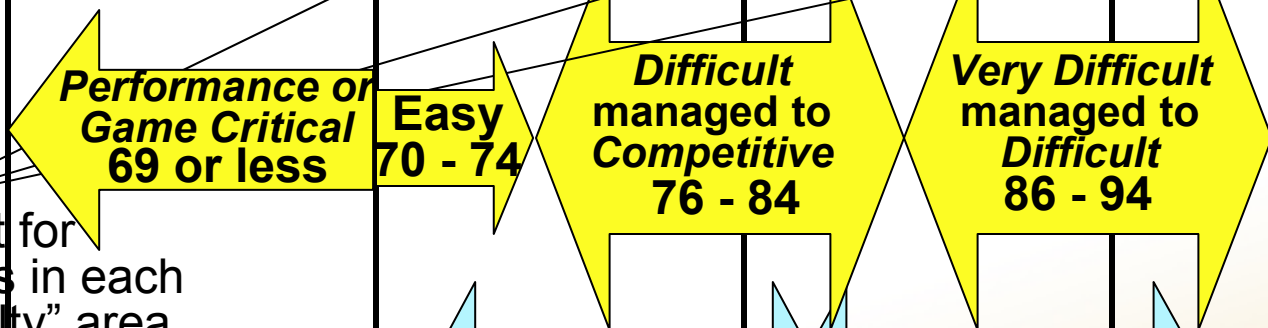 Performance or
Game Critical
69 or less
Easy
70 - 74
Difficult
managed to
Competitive
76 - 84
Very Difficult
managed to
Difficult
86 - 94
for
in each
area